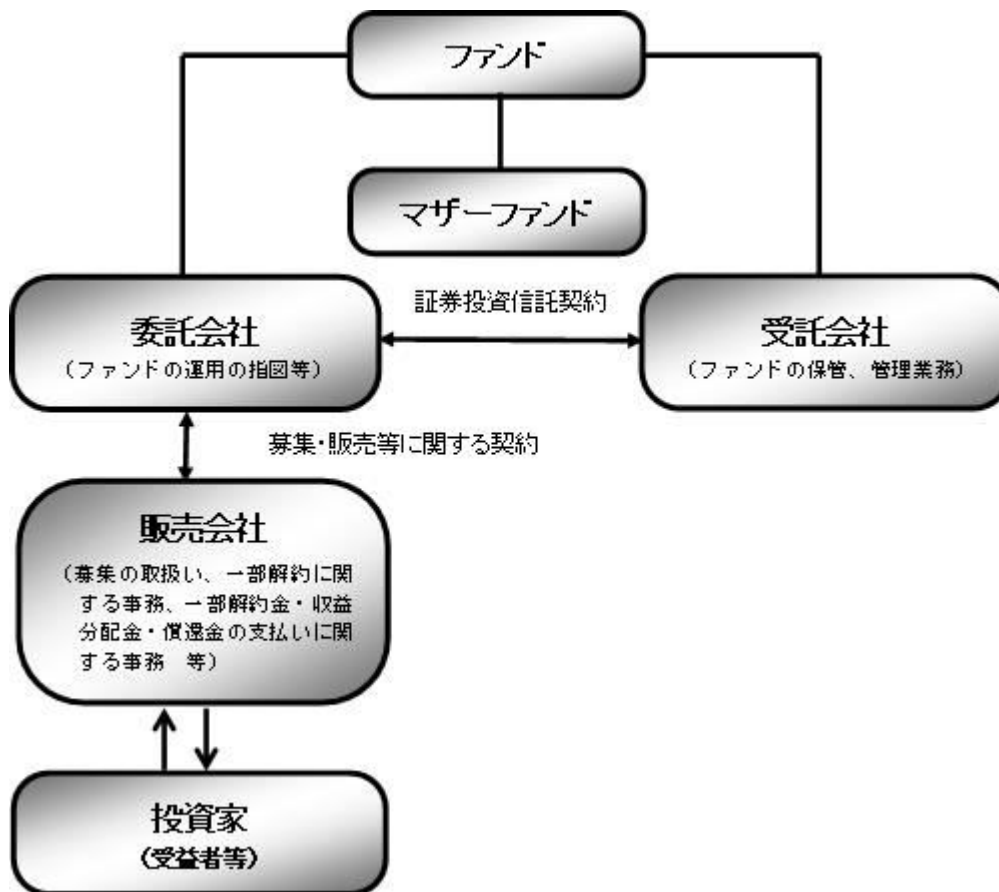 ファンド
マザーファンド
証券投資信託契約
委託会社
（ファンドの運用の指図等）
受託会社
（ファンドの保管、管理業務）
募集・販売等に関する契約
販売会社
（募集の取扱い、一部解約に関
する事務、一部解約金・収益
分配金・償還金の支払いに関
する事務　等）
投資家
（受益者等）